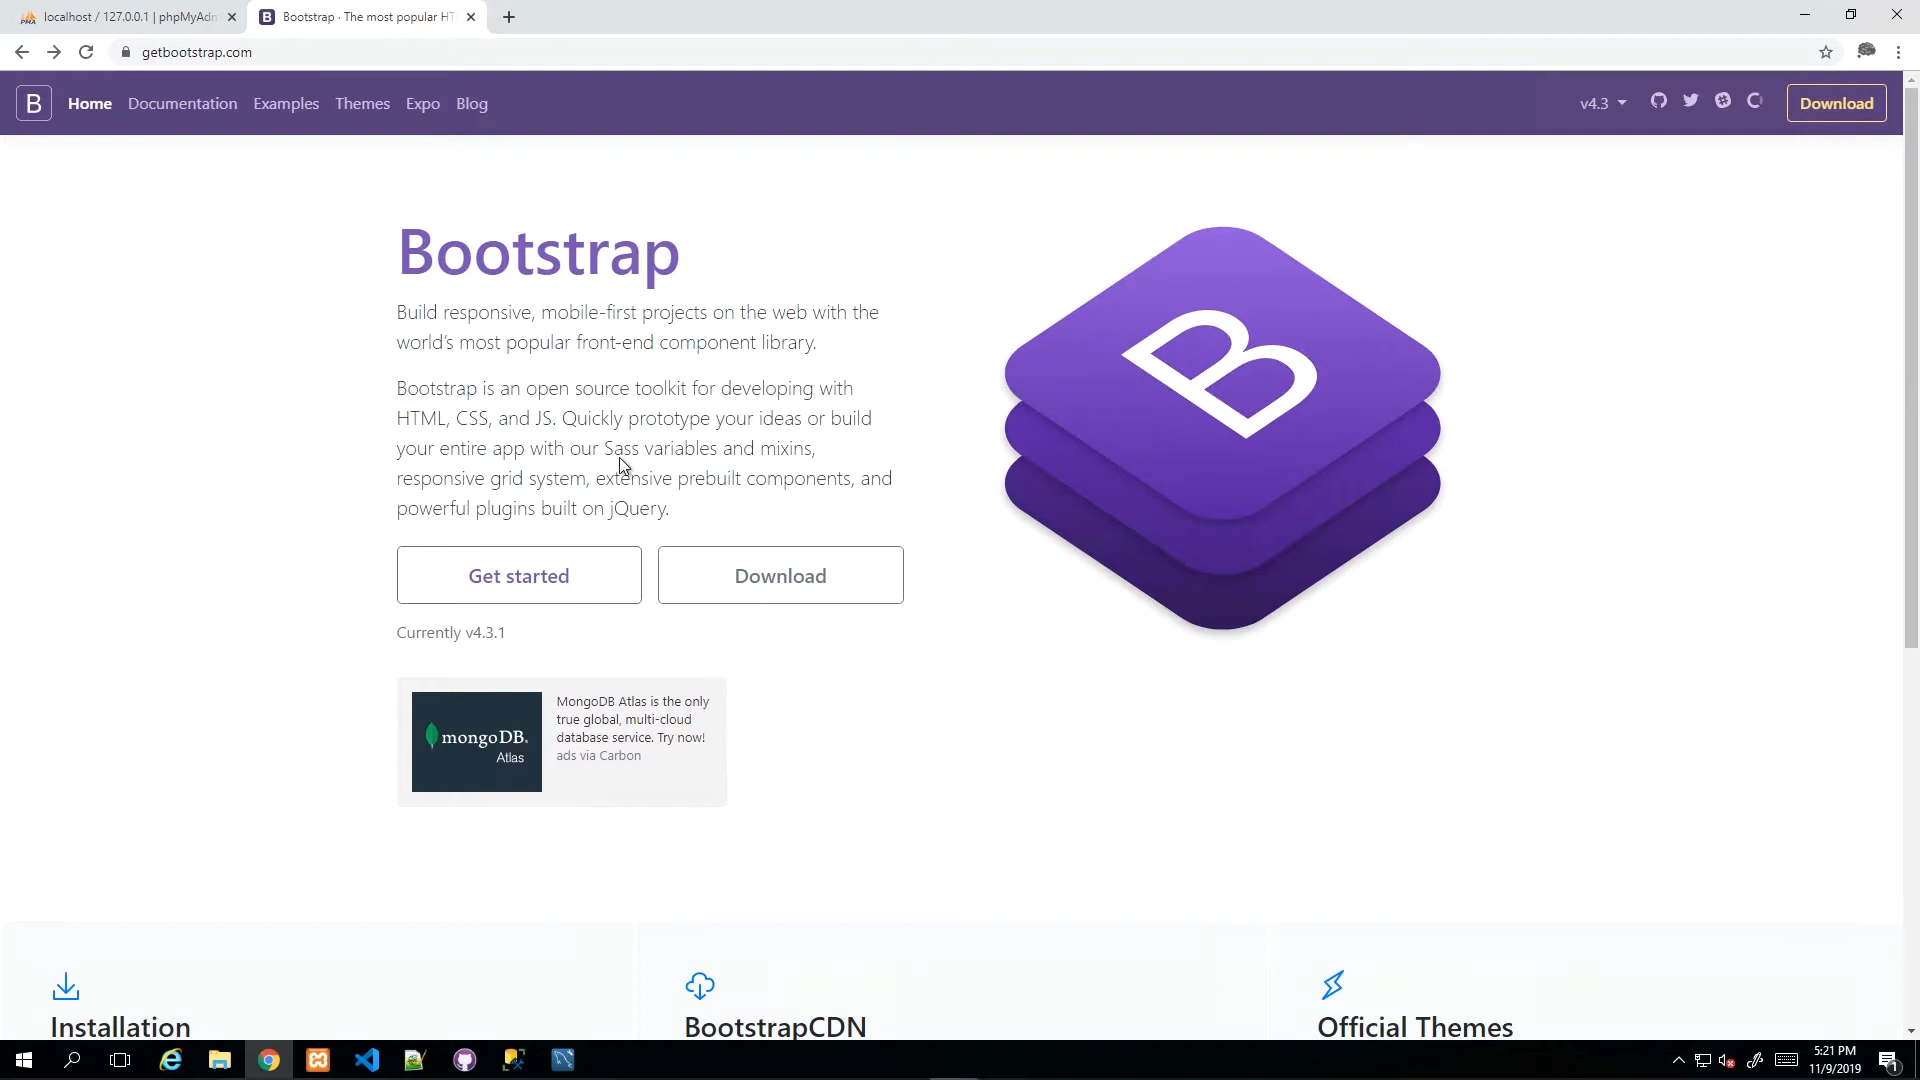 localhost / 127.0.0.1 | phpMyAdn
Bootstrap · The most popular HT
getbootstrap.com
B
Home
Documentation
Examples
Themes
Expo
Blog
v4.3
Download
Bootstrap
Build responsive, mobile-first projects on the web with the
world’s most popular front-end component library.
Bootstrap is an open source toolkit for developing with
HTML, CSS, and JS. Quickly prototype your ideas or build
your entire app with our Sass variables and mixins,
responsive grid system, extensive prebuilt components, and
powerful plugins built on jQuery.
B
Get started
Download
Currently v4.3.1
mongoDB.
Atlas
MongoDB Atlas is the only
true global, multi-cloud
database service. Try now!
ads via Carbon
Installation
BootstrapCDN
Official Themes
5:21 PM
11/9/2019
1